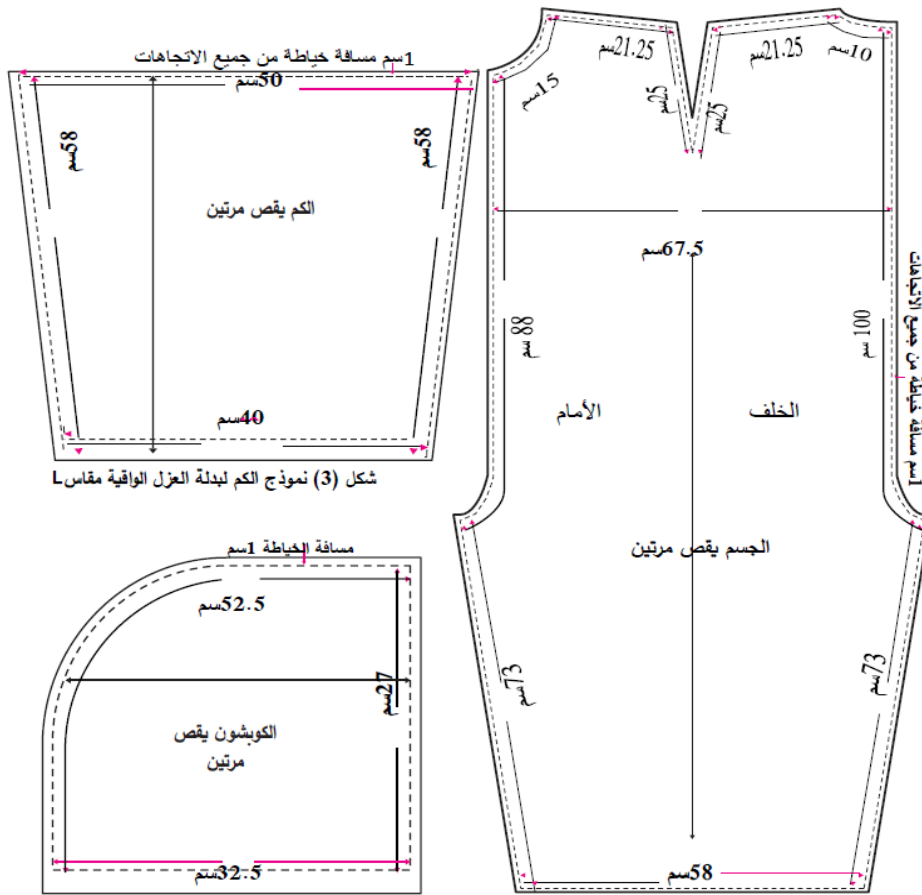 1سم مسافة خياطة من جميع الاتجاهات
50سم
58سم
58سم
الكم يقص مرتين
40سم
شكل (3) نموذج الكم لبدلة العزل الواقية مقاسL
مسافة الخياطة 1سم
52.5سم
27سم
الكوبشون يقص
مرتين
32.5سم
21.25سم
21.25سم
10سم
15سم
25سم
25سم
67.5سم
1سم مسافة خياطة من جميع الاتجاهات
88 سم
100 سم
الأمام
الخلف
الجسم يقص مرتين
73سم
73سم
58سم